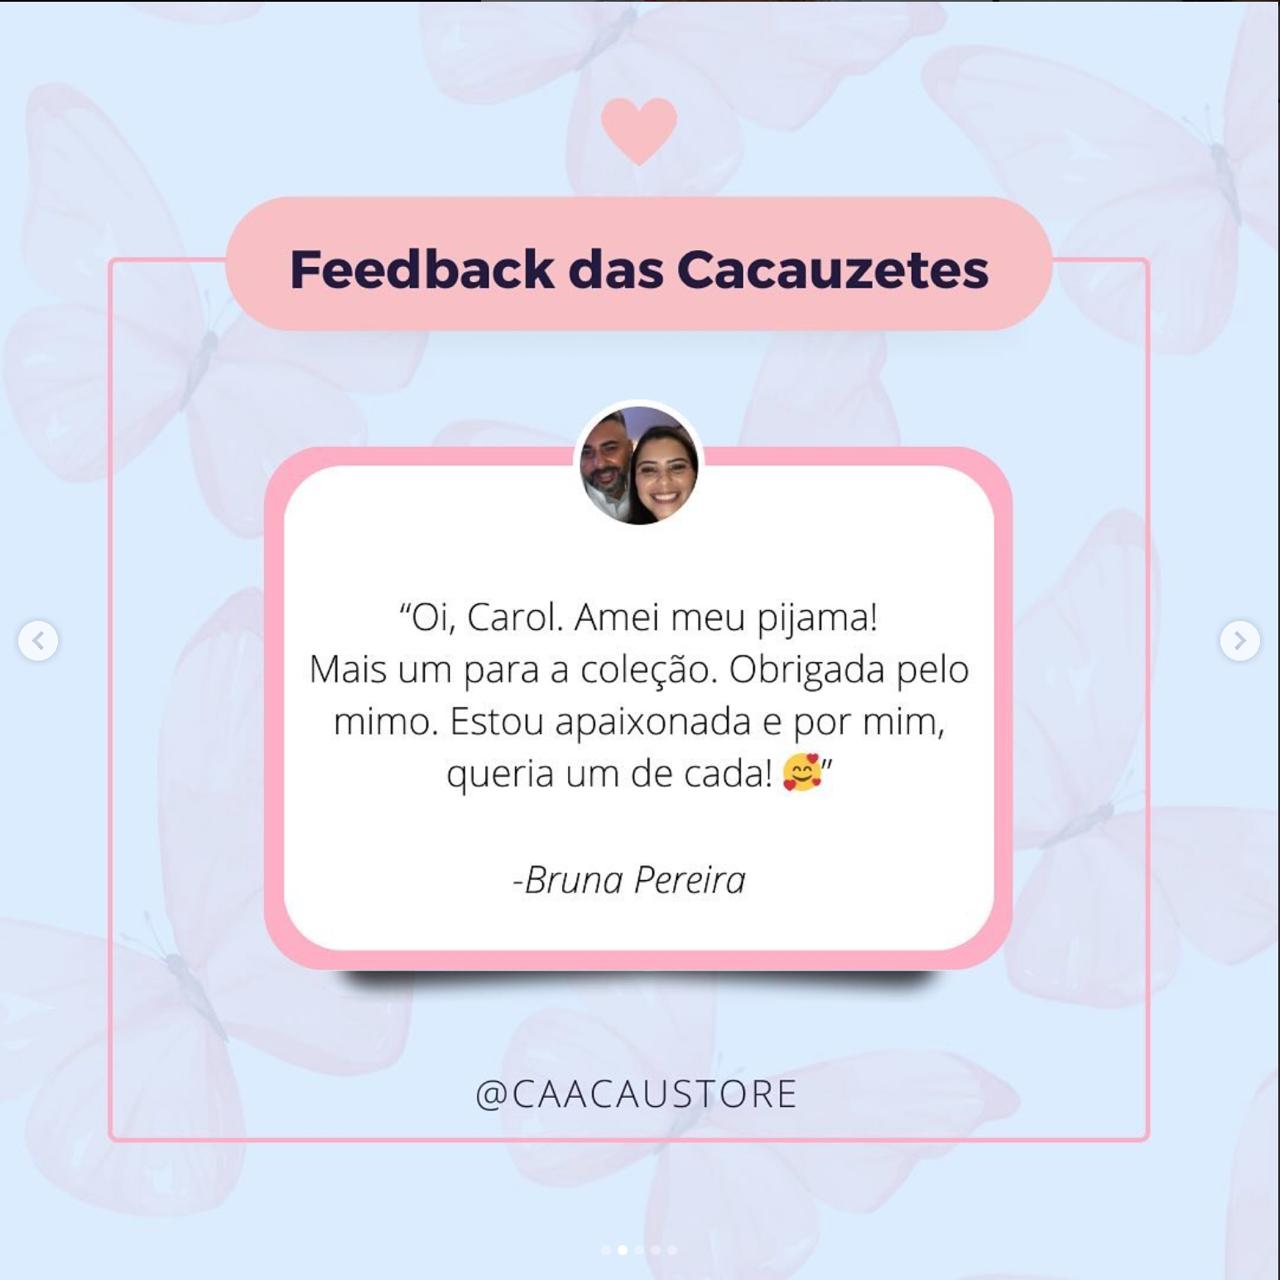 Feedback das Cacauzetes
“Oi, Carol. Amei meu pijama!
Mais um para a coleção. Obrigada pelo
mimo. Estou apaixonada e por mim,
queria um de cada! 🥰”
-Bruna Pereira
@CAACAUSTORE